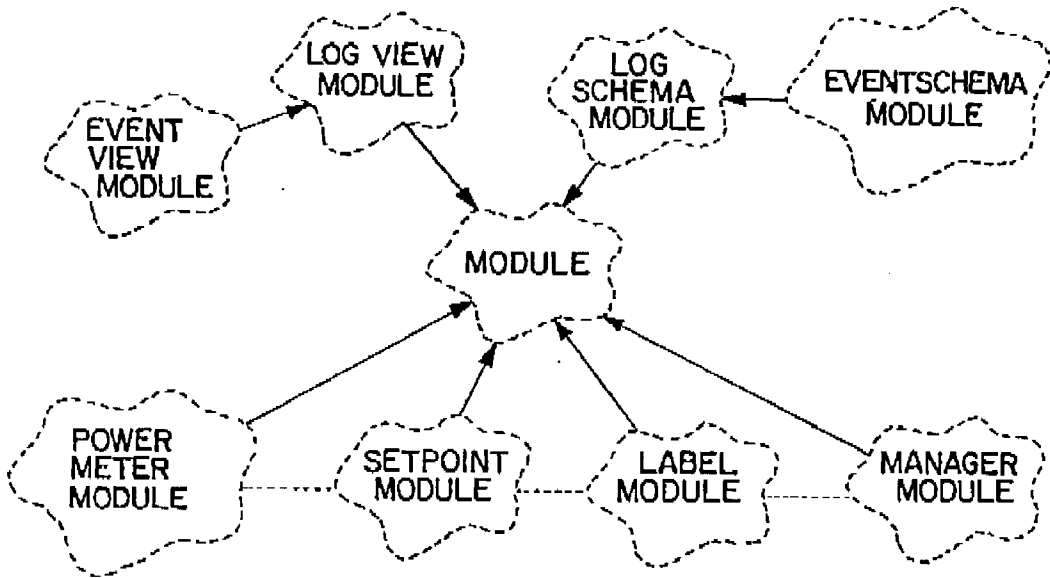 LOG VIEW
MODULE
LOG
SCHEMA
MODULE
EVENTSCHEMA
MODULE
EVENT
VIEW
MODULE
MODULE
POWER
METER
MODULE
SETPOINT
MODULE
LABEL
MODULE
MANAGER
MODULE